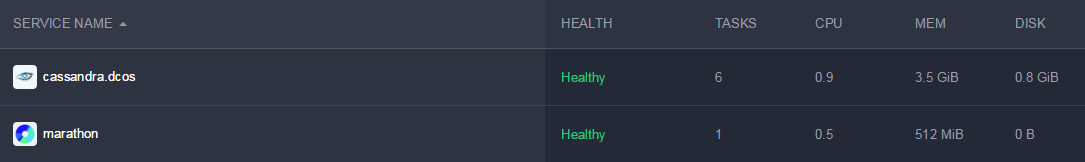 SERVICE NAME HEALTH TASKS CPU MEM DISK
cassandra.dcos Healthy 6 0.9 3.5 GiB 0.8 GiB
marathon Healthy 1 0.5 512 MiB 0 B